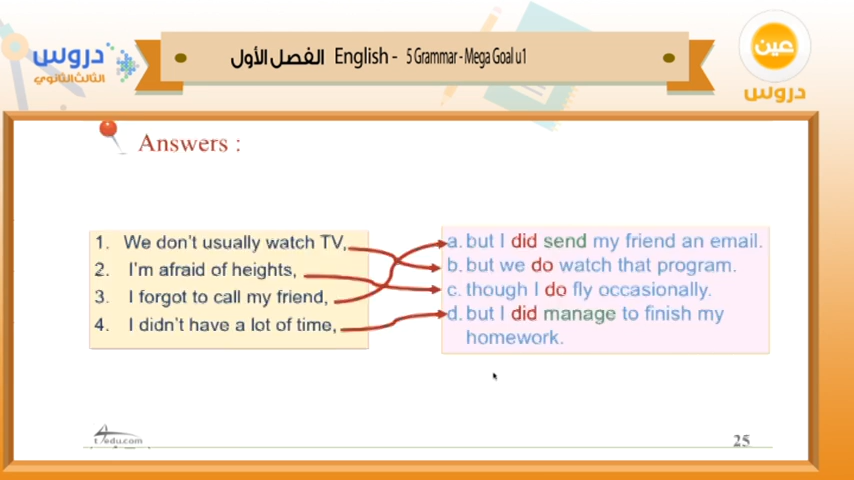 دروس
الثالث الثانوي
الفصل الأول English - 5 Grammar - Mega Goal u1
عين
دروس
Answers :
1. We don't usually watch TV,
2. I'm afraid of heights,
3. I forgot to call my friend,
4. I didn't have a lot of time,
a. but I did send my friend an email.
b. but we do watch that program.
c. though I do fly occasionally.
d. but I did manage to finish my
homework.
t4edu.com
25